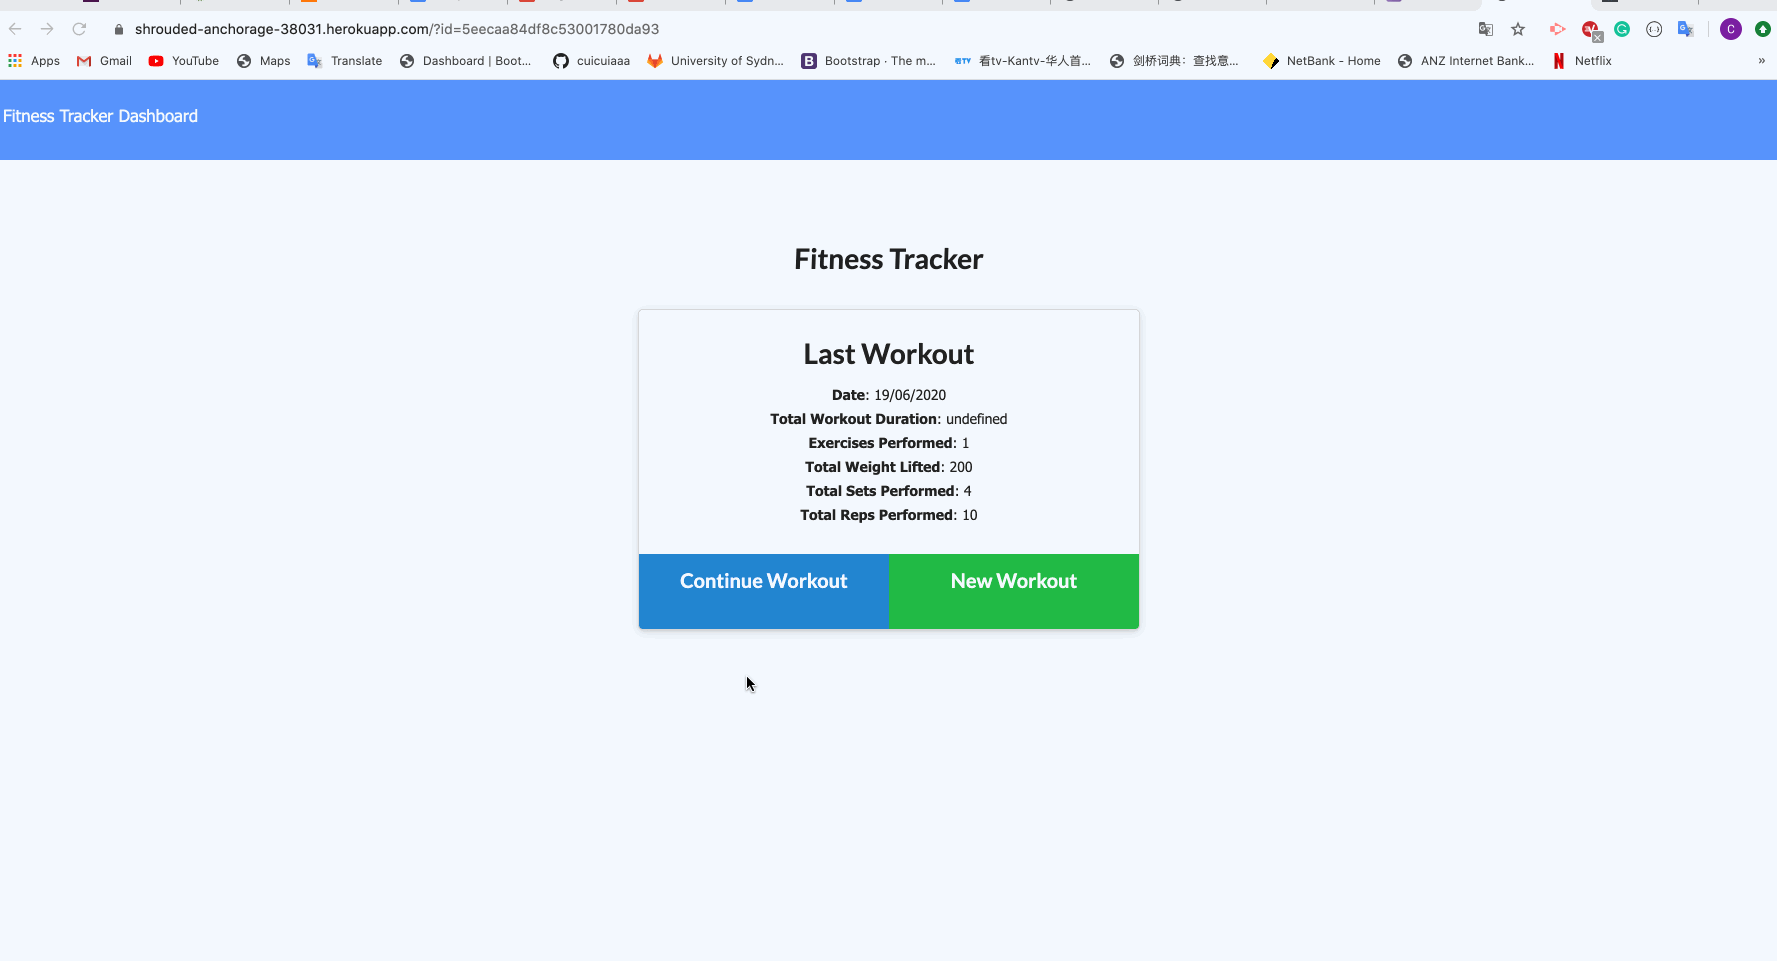 shrouded-anchorage-38031.herokuapp.com/?id=5eecaa84df8c53001780da93
C
Apps Gmail YouTube Maps Translate Dashboard | Boot... cuicuiaaa University of Sydn... Bootstrap · The m... 看tv-Kantv-华人首... 剑桥词典：查找意... NetBank - Home ANZ Internet Bank... Netflix »
Fitness Tracker Dashboard
Fitness Tracker
Last Workout
Date: 19/06/2020
Total Workout Duration: undefined
Exercises Performed: 1
Total Weight Lifted: 200
Total Sets Performed: 4
Total Reps Performed: 10
Continue Workout New Workout